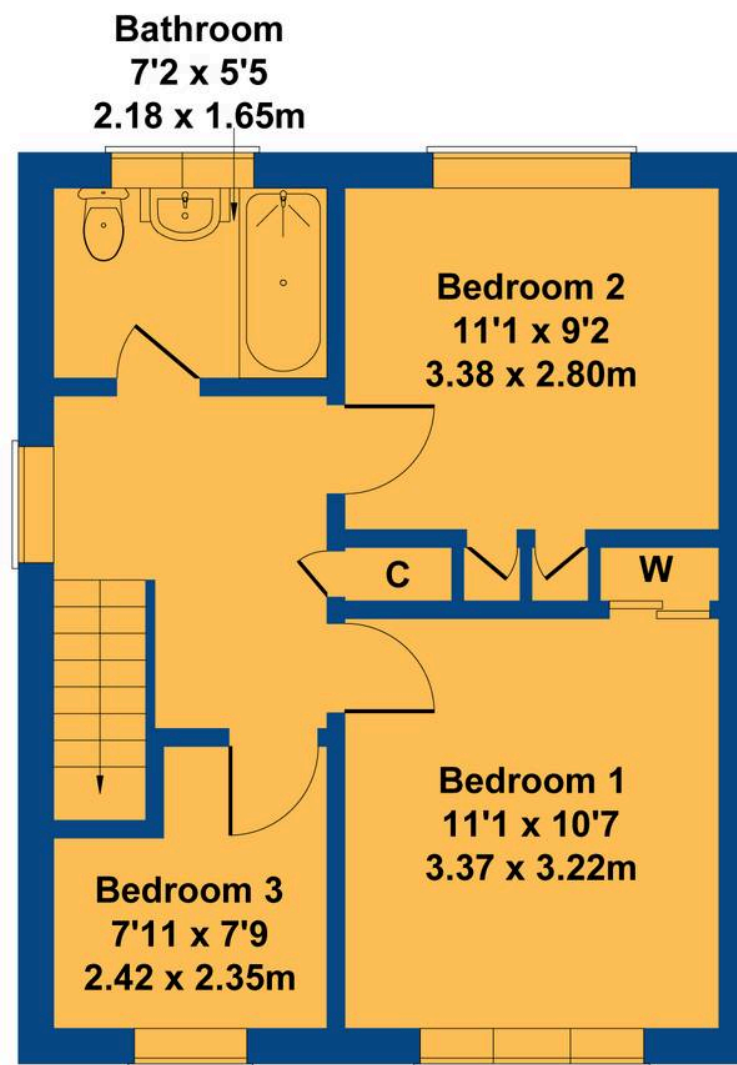 Bathroom
7'2 x 5'5
2.18 x 1.65m
Bedroom 2
11'1 x 9'2
3.38 x 2.80m
C
W
Bedroom 1
11'1 x 10'7
3.37 x 3.22m
Bedroom 3
7'11 x 7'9
2.42 x 2.35m